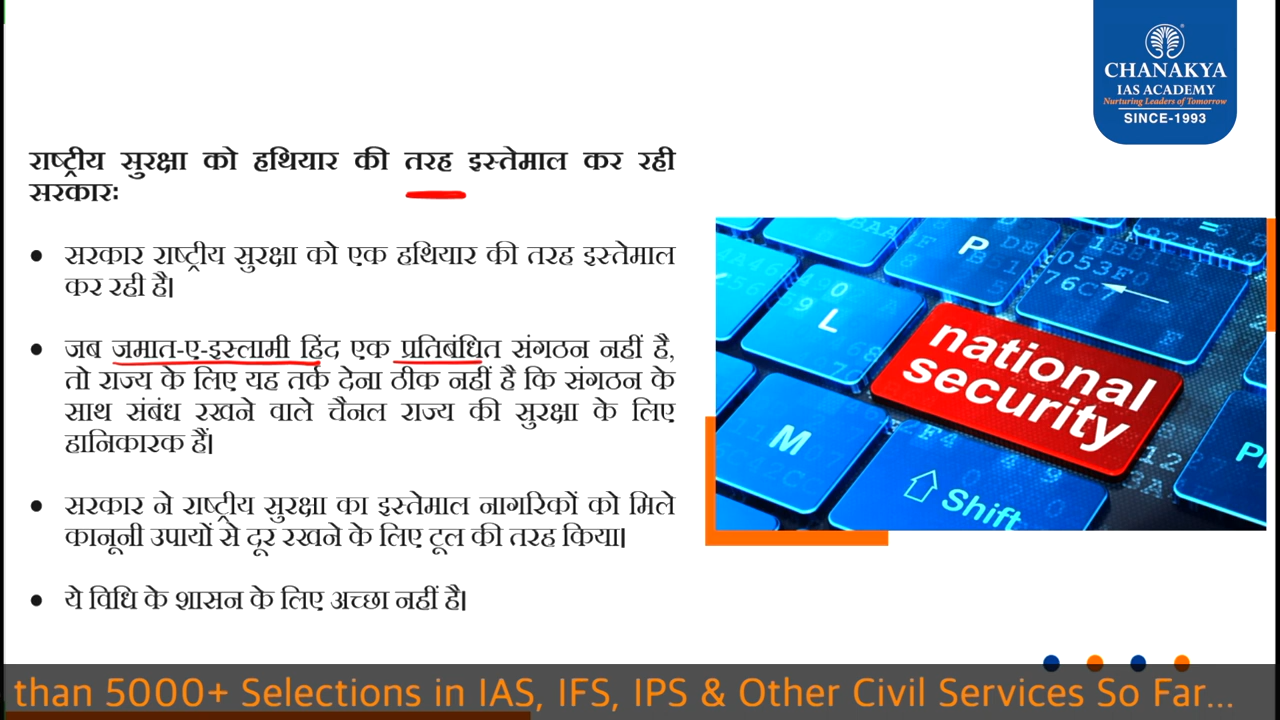 CHANAKYA
IAS ACADEMY
Nurturing Leaders of Tomorrow
SINCE-1993
राष्ट्रीय सुरक्षा को हथियार की तरह इस्तेमाल कर रही
सरकारः
• सरकार राष्ट्रीय सुरक्षा को एक हथियार की तरह इस्तेमाल
कर रही है।
• जब जमात-ए-इस्लामी हिंद एक प्रतिबंधित संगठन नहीं है,
तो राज्य के लिए यह तर्क देना ठीक नहीं है कि संगठन के
साथ संबंध रखने वाले चैनल राज्य की सुरक्षा के लिए
हानिकारक हैं।
• सरकार ने राष्ट्रीय सुरक्षा का इस्तेमाल नागरिकों को मिले
कानूनी उपायों से दूर रखने के लिए टूल की तरह किया।
• ये विधि के शासन के लिए अच्छा नहीं है।
P
L
national
security
M
Shift
than 5000+ Selections in IAS, IFS, IPS & Other Civil Services So Far...